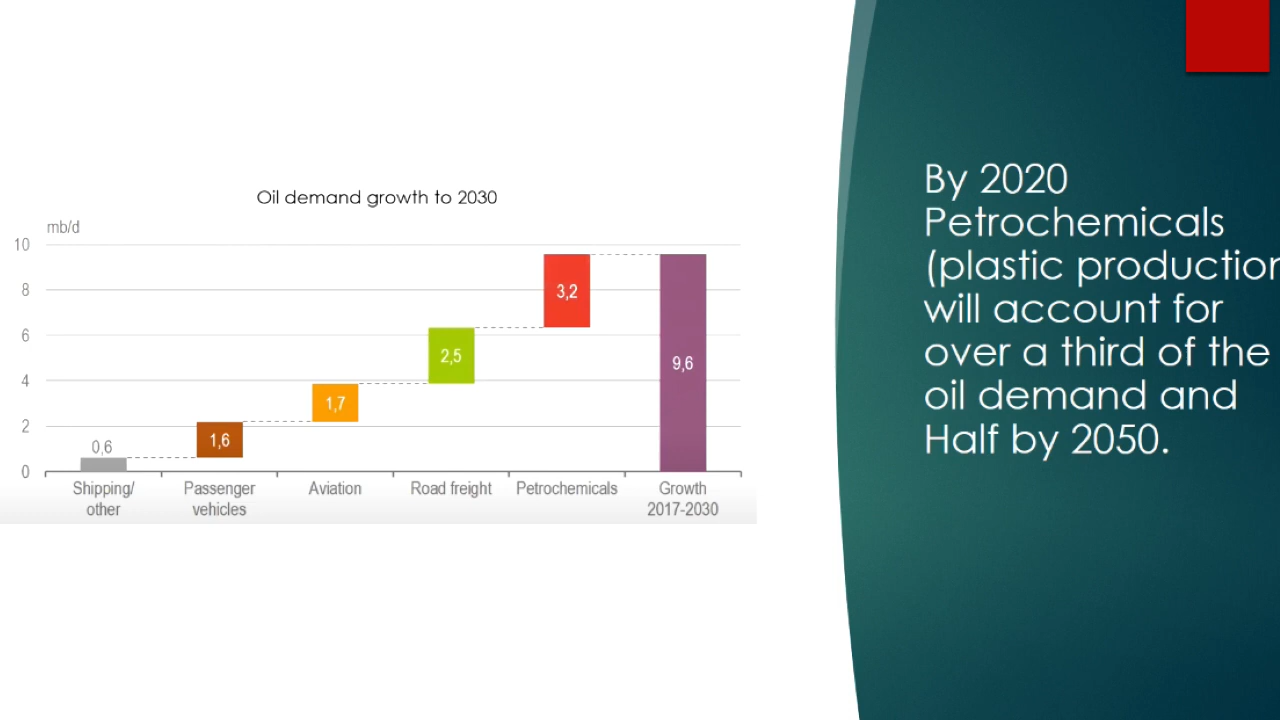 Oil demand growth to 2030
mb/d
10
8
6
4
2
0
0,6
1,6
1,7
2,5
3,2
9,6
Shipping/
other
Passenger
vehicles
Aviation
Road freight
Petrochemicals
Growth
2017-2030
By 2020
Petrochemicals
(plastic production
will account for
over a third of the
oil demand and
Half by 2050.